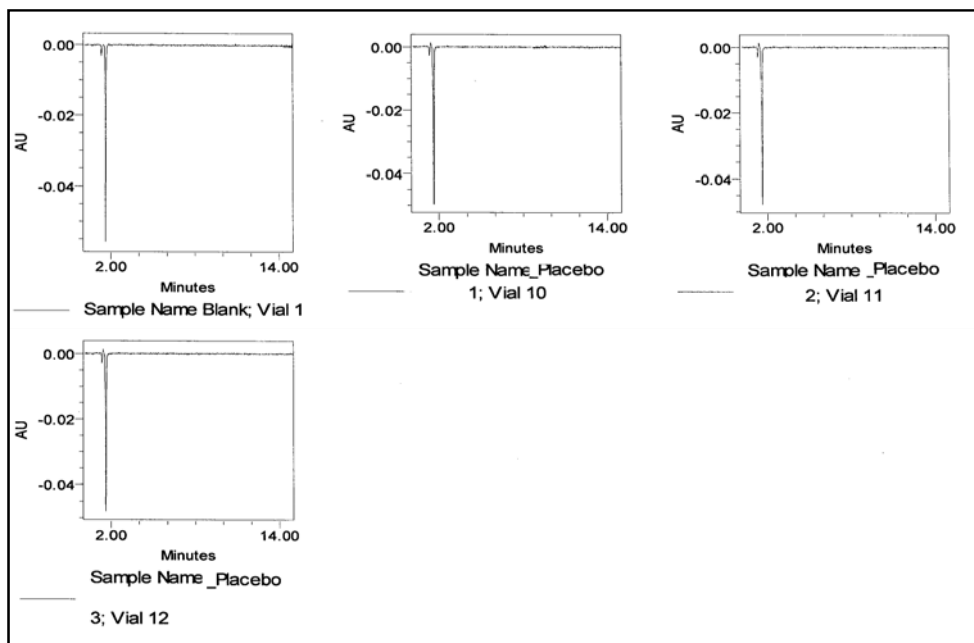 0.00
-0.02
-0.04
AU
2.00 14.00
Minutes
Sample Name Blank; Vial 1
0.00
-0.02
-0.04
AU
2.00 14.00
Minutes
Sample Name_Placebo
1; Vial 10
0.00
-0.02
-0.04
AU
2.00 14.00
Minutes
Sample Name _Placebo
2; Vial 11
0.00
-0.02
-0.04
AU
2.00 14.00
Minutes
Sample Name _Placebo
3; Vial 12